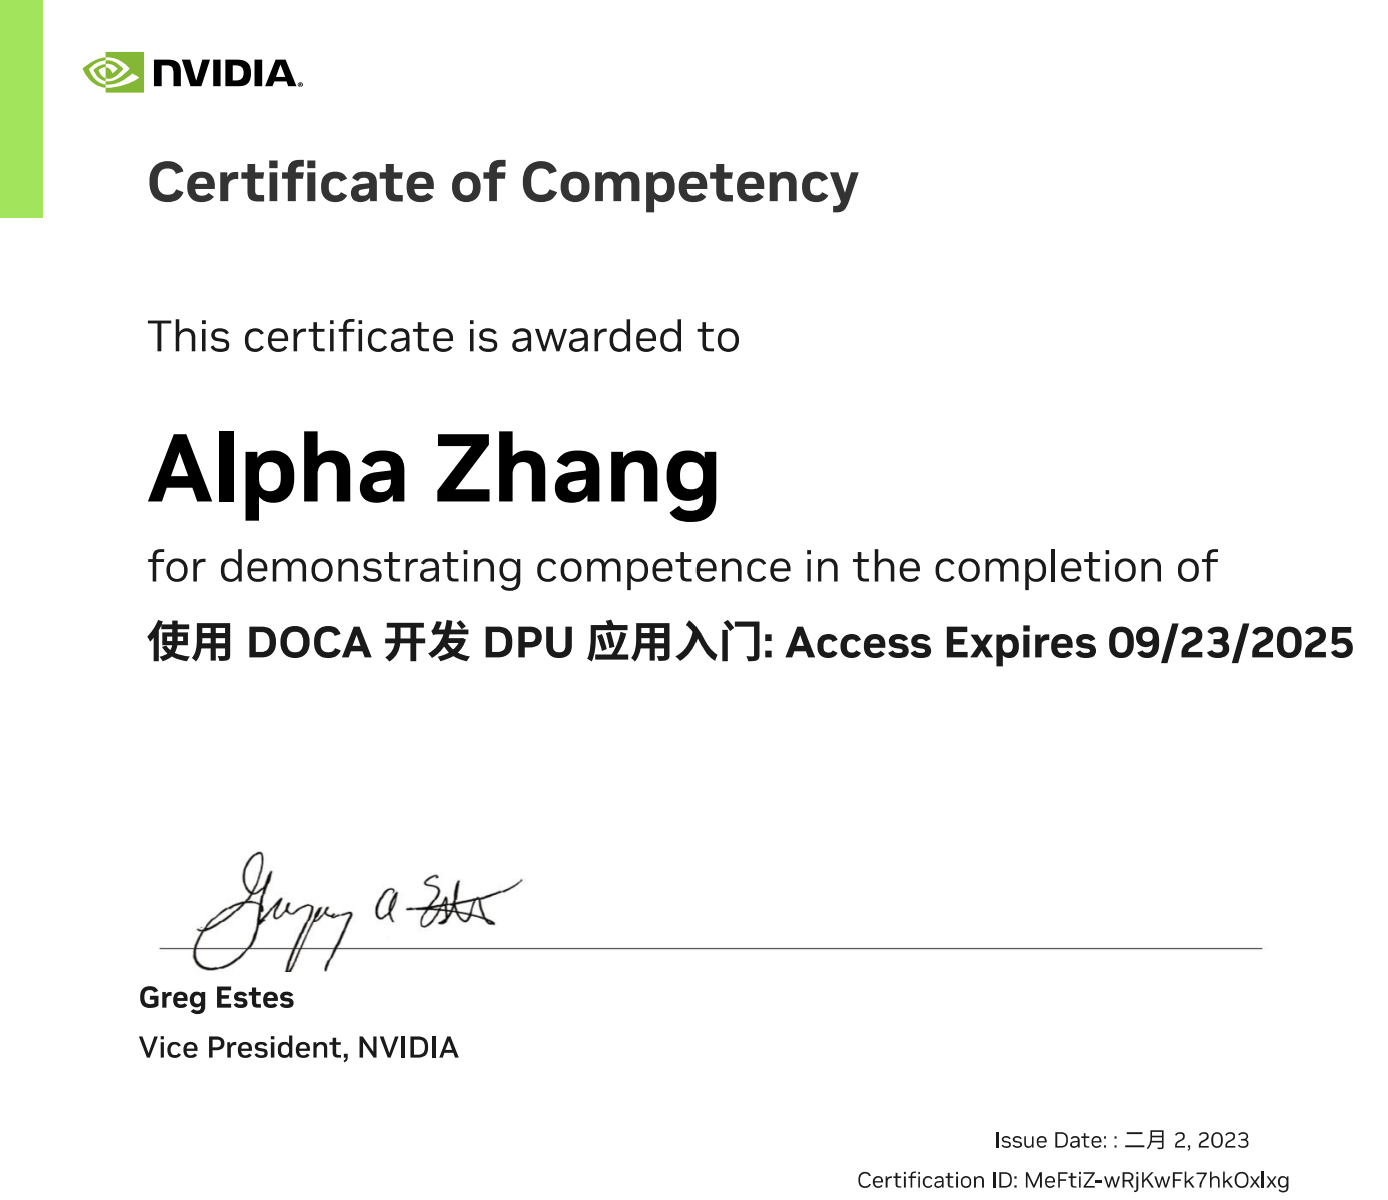 NVIDIA.
Certificate of Competency
This certificate is awarded to
Alpha Zhang
for demonstrating competence in the completion of
使用 DOCA 开发 DPU 应用入门: Access Expires 09/23/2025
Gregory A Estes
Greg Estes
Vice President, NVIDIA
Issue Date: : 二月 2, 2023
Certification ID: MeFtiZ-wRjKwFk7hkOxlxg